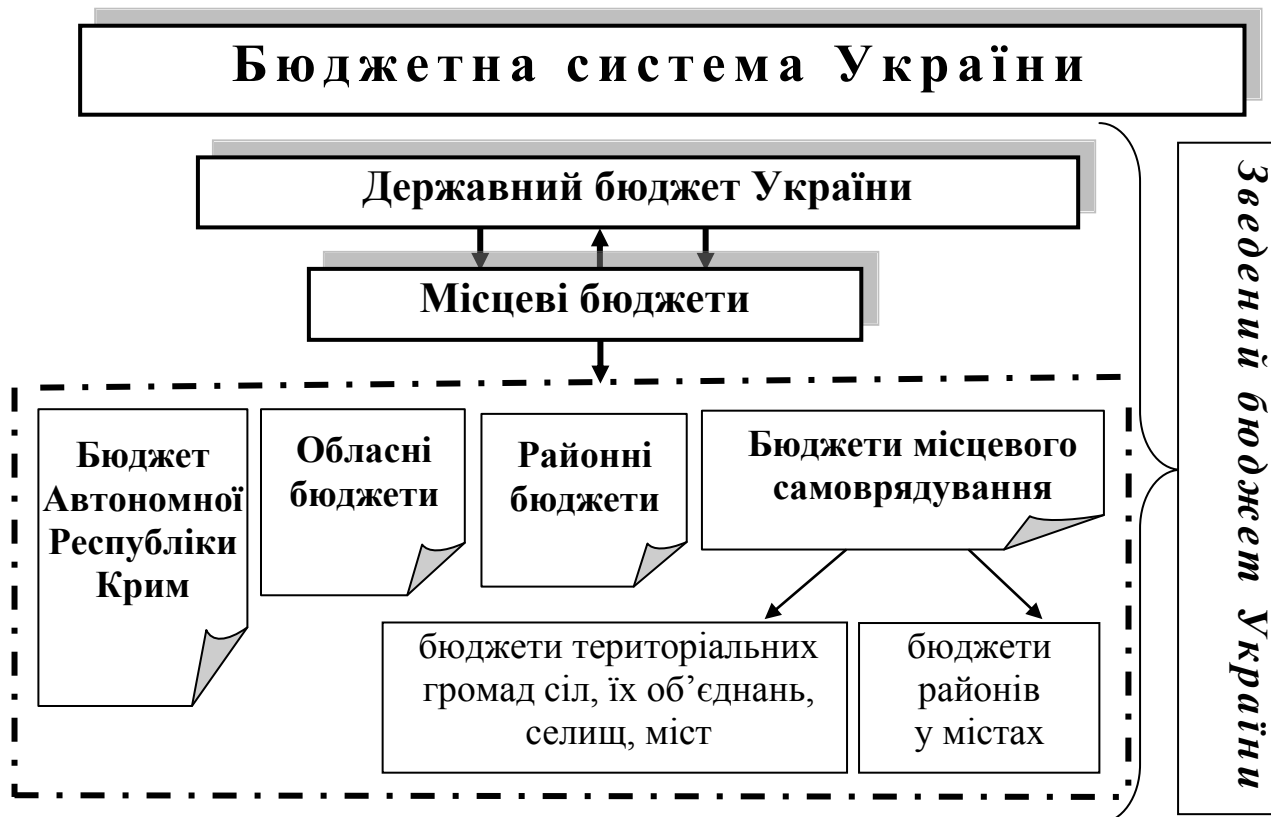 Бюджетна система України
Державний бюджет України
Місцеві бюджети
Бюджет
Автономної
Республіки
Крим
Обласні
бюджети
Районні
бюджети
Бюджети місцевого
самоврядування
бюджети територіальних
громад сіл, їх об’єднань,
селищ, міст
бюджети
районів
у містах
Зведений бюджет України